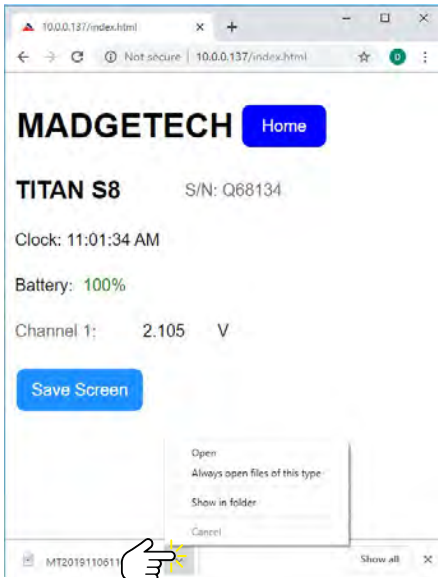 10.0.0.137/index.html
Not secure | 10.0.0.137/index.html
D
MADGETECH Home
TITAN S8 S/N: Q68134
Clock: 11:01:34 AM
Battery: 100%
Channel 1: 2.105 V
Save Screen
Open
Always open files of this type
Show in folder
Cancel
MT2019110611 Show all